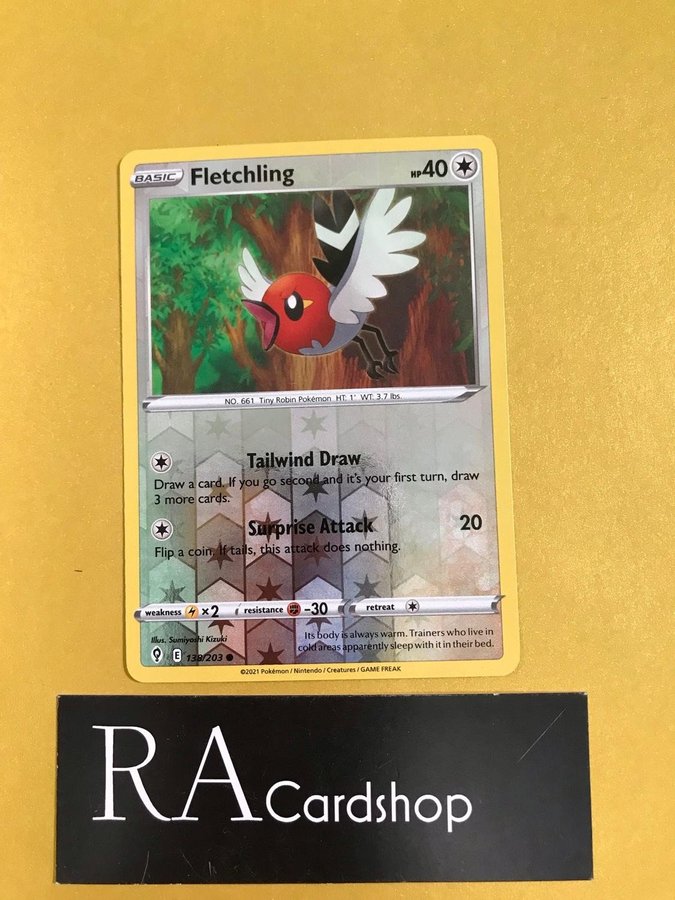 BASIC Fletchling HP 40
NO. 661 Tiny Robin Pokémon HT: 1' WT: 3.7 lbs.
Tailwind Draw
Draw a card. If you go second and it's your first turn, draw
3 more cards.
Surprise Attack 20
Flip a coin. If tails, this attack does nothing.
weakness ×2 resistance -30 retreat
Illus. Sumiyoshi Kizuki
Its body is always warm. Trainers who live in
cold areas apparently sleep with it in their bed.
E 138/203
©2021 Pokémon / Nintendo / Creatures / GAME FREAK
RA Cardshop